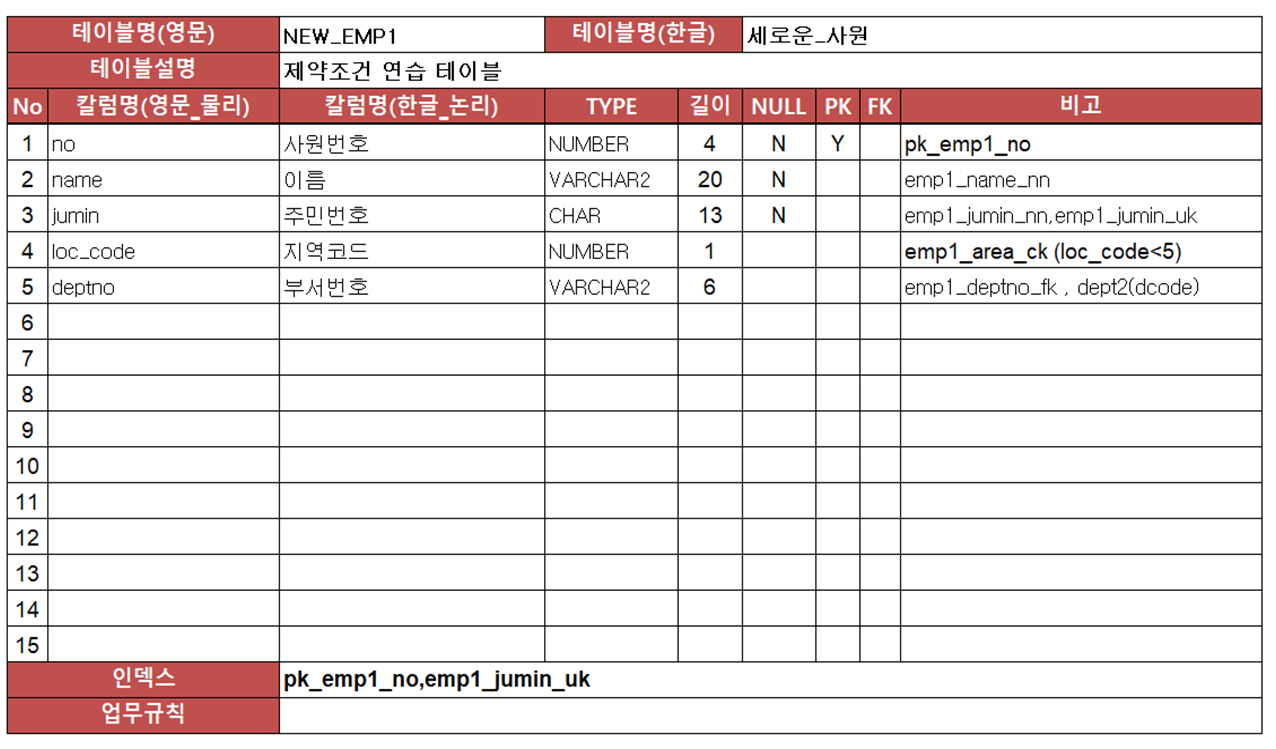 테이블명(영문) NEW_EMP1 테이블명(한글) 세로운_사원
테이블설명 제약조건 연습 테이블
No 칼럼명(영문_물리) 칼럼명(한글_논리) TYPE 길이 NULL PK FK 비고
1 no 사원번호 NUMBER 4 N Y pk_emp1_no
2 name 이름 VARCHAR2 20 N emp1_name_nn
3 jumin 주민번호 CHAR 13 N emp1_jumin_nn,emp1_jumin_uk
4 loc_code 지역코드 NUMBER 1 emp1_area_ck (loc_code<5)
5 deptno 부서번호 VARCHAR2 6 emp1_deptno_fk , dept2(dcode)
6
7
8
9
10
11
12
13
14
15
인덱스 pk_emp1_no,emp1_jumin_uk
업무규칙